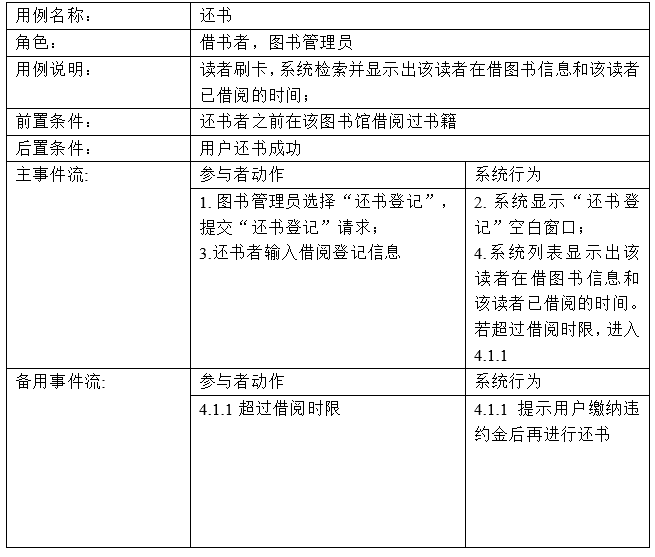 用例名称： 还书
角色： 借书者，图书管理员
用例说明： 读者刷卡，系统检索并显示出该读者在借图书信息和该读者
已借阅的时间；
前置条件： 还书者之前在该图书馆借阅过书籍
后置条件： 用户还书成功
主事件流: 参与者动作 系统行为
1. 图书管理员选择“还书登记”，
提交“还书登记”请求；
3.还书者输入借阅登记信息
2. 系统显示“还书登
记”空白窗口；
4.系统列表显示出该
读者在借图书信息和
该读者已借阅的时间。
若超过借阅时限，进入
4.1.1
备用事件流: 参与者动作 系统行为
4.1.1 超过借阅时限
4.1.1 提示用户缴纳违
约金后再进行还书